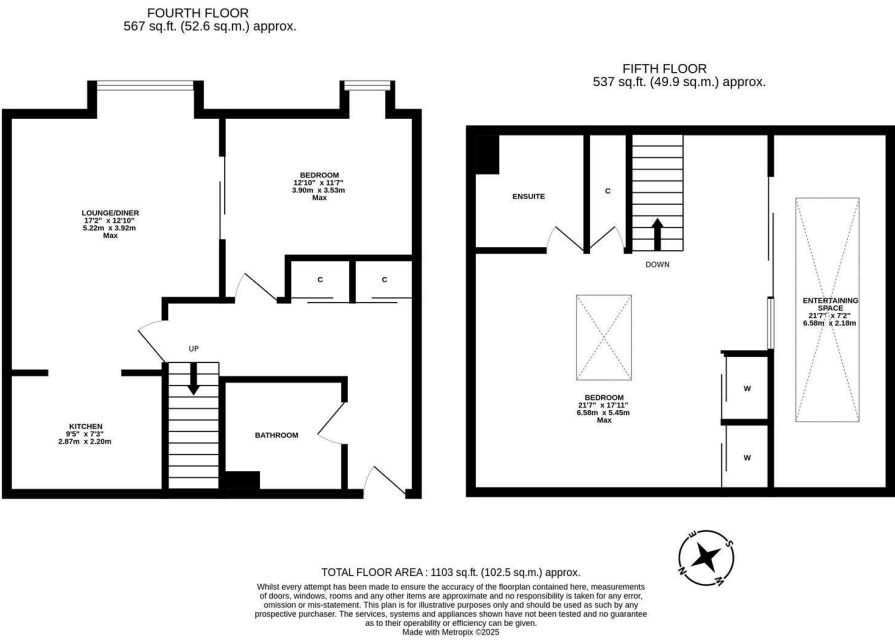 FOURTH FLOOR
567 sq.ft. (52.6 sq.m.) approx.
LOUNGE/DINER
17'2" x 12'10"
5.22m x 3.92m
Max
BEDROOM
12'10" x 11'7"
3.90m x 3.53m
Max
C
C
UP
KITCHEN
9'5" x 7'3"
2.87m x 2.20m
BATHROOM
FIFTH FLOOR
537 sq.ft. (49.9 sq.m.) approx.
ENSUITE
C
DOWN
ENTERTAINING
SPACE
21'7" x 7'2"
6.58m x 2.18m
BEDROOM
21'7" x 17'11"
6.58m x 5.45m
Max
W
W
E
S
N
W
TOTAL FLOOR AREA : 1103 sq.ft. (102.5 sq.m.) approx.
Whilst every attempt has been made to ensure the accuracy of the floorplan contained here, measurements
of doors, windows, rooms and any other items are approximate and no responsibility is taken for any error,
omission or mis-statement. This plan is for illustrative purposes only and should be used as such by any
prospective purchaser. The services, systems and appliances shown have not been tested and no guarantee
as to their operability or efficiency can be given.
Made with Metropix ©2025